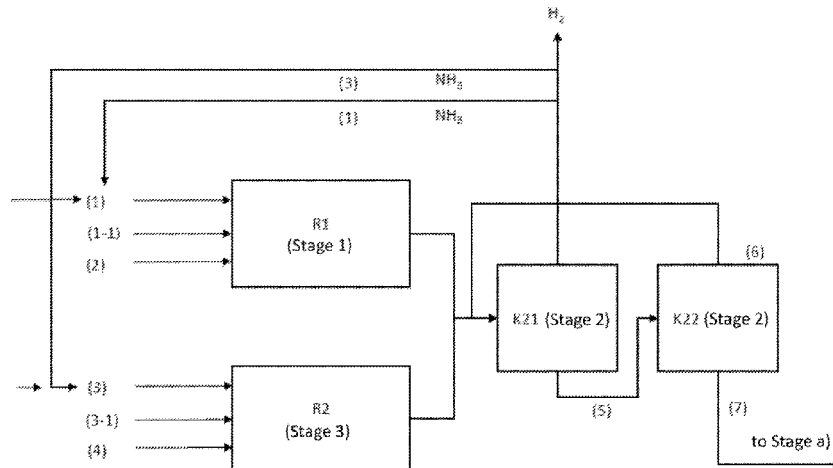 H₂
(3) NH₃
(1) NH₃
(1)
(1-1)
(2)
R1
(Stage 1)
(6)
K21 (Stage 2)
K22 (Stage 2)
(3)
(3-1)
(4)
R2
(Stage 3)
(5)
(7)
to Stage a)